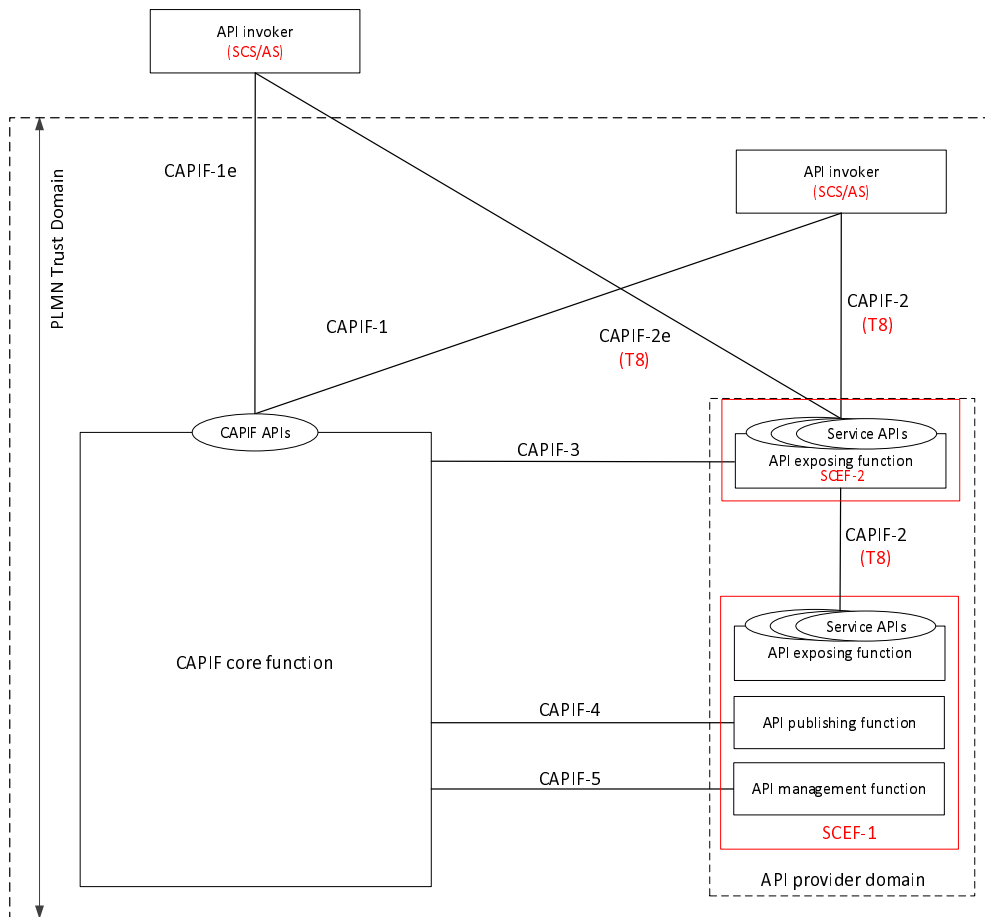 API invoker
(SCS/AS)
PLMN Trust Domain
CAPIF-1e
API invoker
(SCS/AS)
CAPIF-1
CAPIF-2e
(T8)
CAPIF-2
(T8)
CAPIF APIs
Service APIs
API exposing function
SCEF-2
CAPIF-3
CAPIF-2
(T8)
Service APIs
API exposing function
CAPIF core function
CAPIF-4
API publishing function
CAPIF-5
API management function
SCEF-1
API provider domain